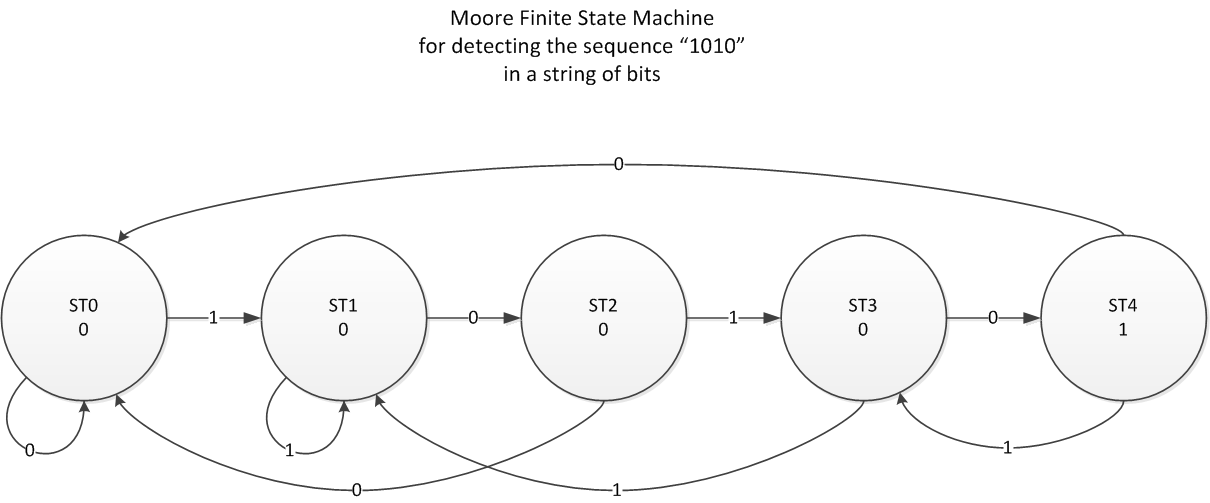 Moore Finite State Machine
for detecting the sequence “1010”
in a string of bits
0
ST0
0
1
ST1
0
0
ST2
0
1
ST3
0
0
ST4
1
0
1
0
1
1